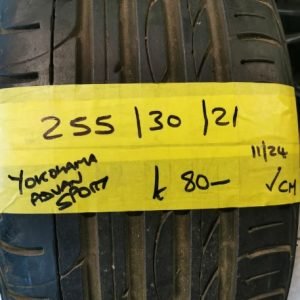 255 /30 /21
11/24
YOKOHAMA
ADVAN
SPORT
80-
√CM